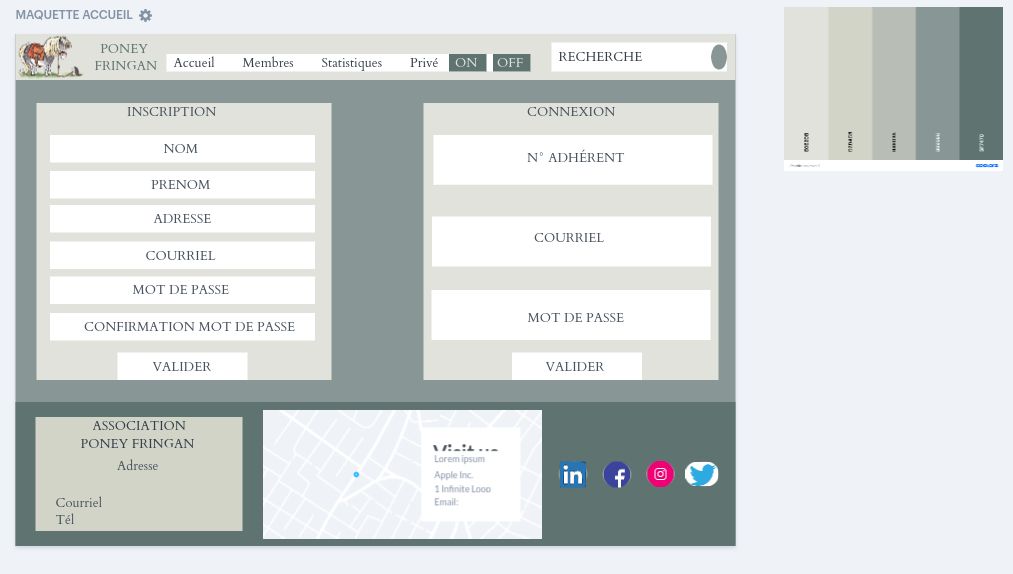 MAQUETTE ACCUEIL
PONEY
FRINGAN
Accueil Membres Statistiques Privé ON OFF
RECHERCHE
INSCRIPTION
NOM
PRENOM
ADRESSE
COURRIEL
MOT DE PASSE
CONFIRMATION MOT DE PASSE
VALIDER
CONNEXION
N° ADHÉRENT
COURRIEL
MOT DE PASSE
VALIDER
ASSOCIATION
PONEY FRINGAN
Adresse
Courriel
Tél
Visit us
Lorem ipsum
Apple Inc.
1 Infinite Loop
Email:
in
f
coolors